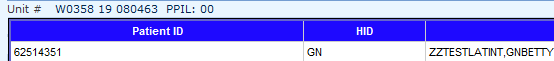 Unit # W0358 19 080463 PPIL: 00
Patient ID HID
62514351 GN ZZTESTLATINT,GNBETTY